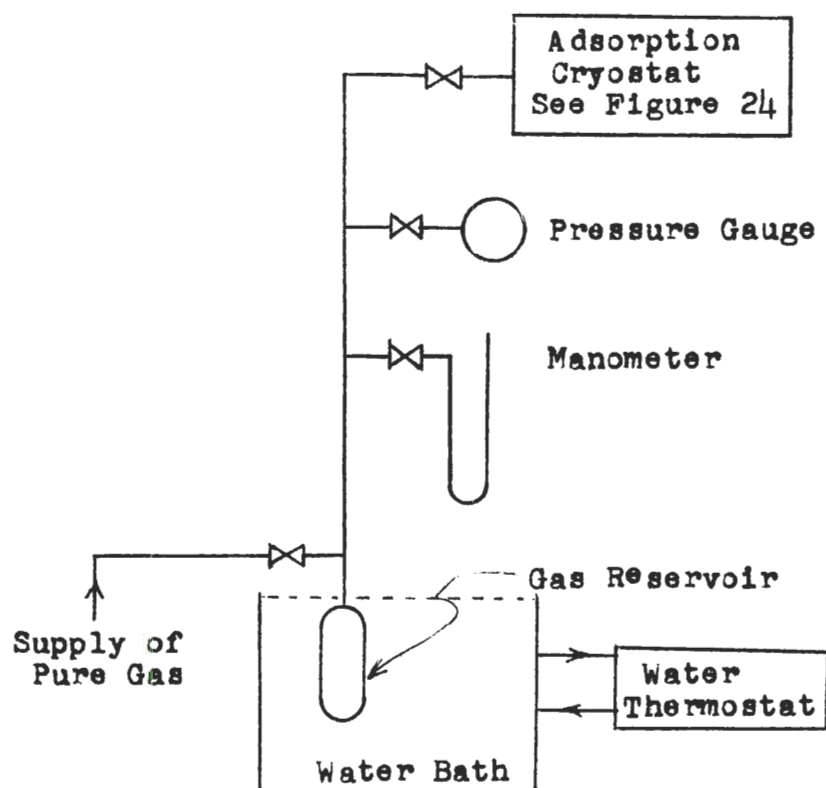 Adsorption
Cryostat
See Figure 24
Pressure Gauge
Manometer
Gas Reservoir
Supply of
Pure Gas
Water
Thermostat
Water Bath